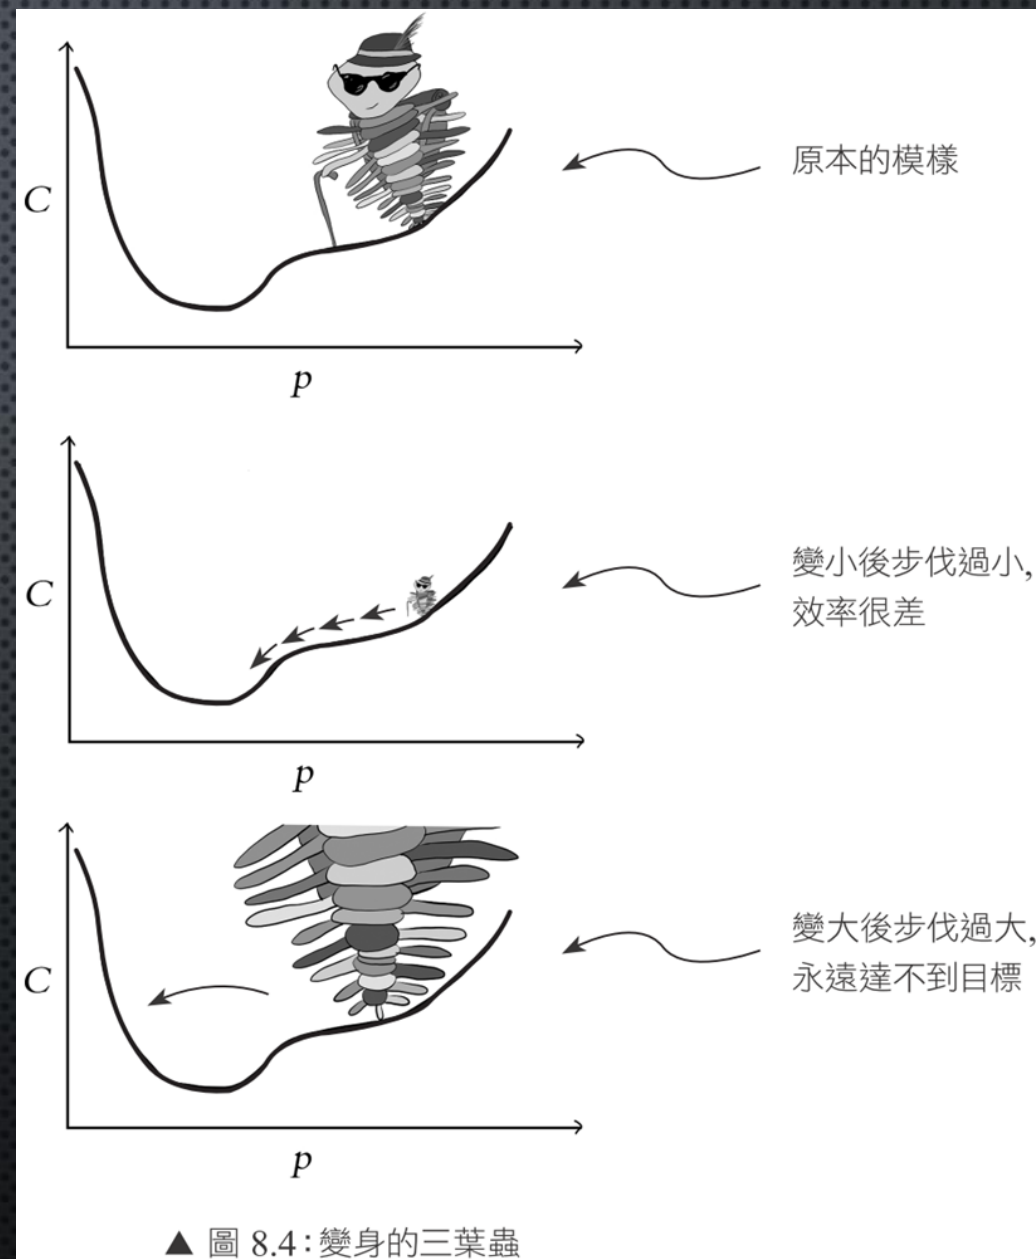 C
原本的模樣
p
C
變小後步伐過小,
效率很差
p
C
變大後步伐過大,
永遠達不到目標
p
▲ 圖 8.4:變身的三葉蟲